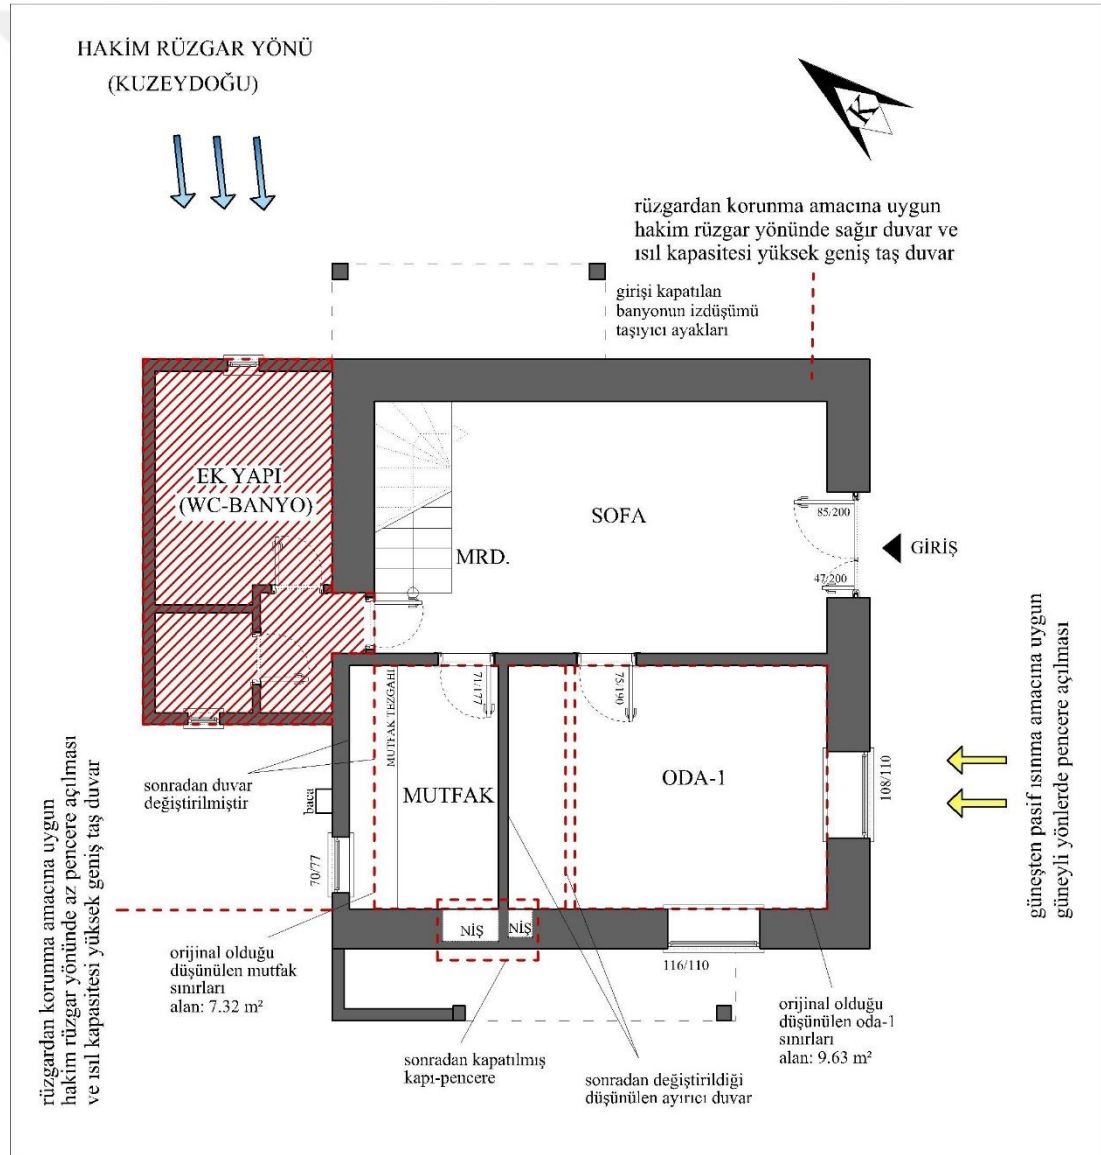 HAKİM RÜZGAR YÖNÜ
(KUZEYDOĞU)
K
rüzgardan korunma amacına uygun
hakim rüzgar yönünde sağır duvar ve
ısıl kapasitesi yüksek geniş taş duvar
girişi kapatılan
banyonun izdüşümü
taşıyıcı ayakları
EK YAPI
(WC-BANYO)
SOFA
MRD.
85/200
47/200
GİRİŞ
71/177
75/190
MUTFAK TEZGAHI
MUTFAK
ODA-1
108/110
güneşten pasif ısınma amacına uygun
güneyli yönlerde pencere açılması
sonradan duvar
değiştirilmiştir
baca
70/77
rüzgardan korunma amacına uygun
hakim rüzgar yönünde az pencere açılması
ve ısıl kapasitesi yüksek geniş taş duvar
NİŞ
NİŞ
116/110
orijinal olduğu
düşünülen mutfak
sınırları
alan: 7.32 m²
sonradan kapatılmış
kapı-pencere
sonradan değiştirildiği
düşünülen ayırıcı duvar
orijinal olduğu
düşünülen oda-1
sınırları
alan: 9.63 m²